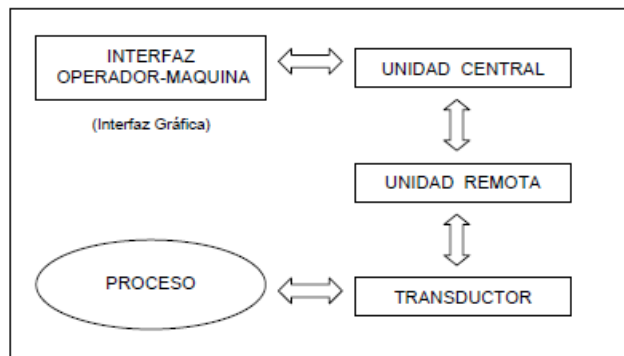 INTERFAZ
OPERADOR-MAQUINA
(Interfaz Gráfica)
UNIDAD CENTRAL
UNIDAD REMOTA
PROCESO
TRANSDUCTOR